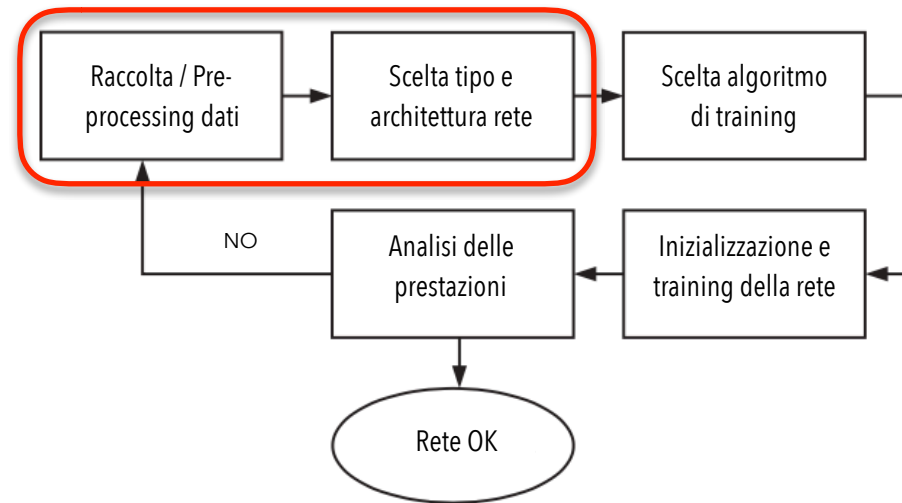 Raccolta / Pre-
processing dati
Scelta tipo e
architettura rete
Scelta algoritmo
di training
NO
Analisi delle
prestazioni
Inizializzazione e
training della rete
Rete OK